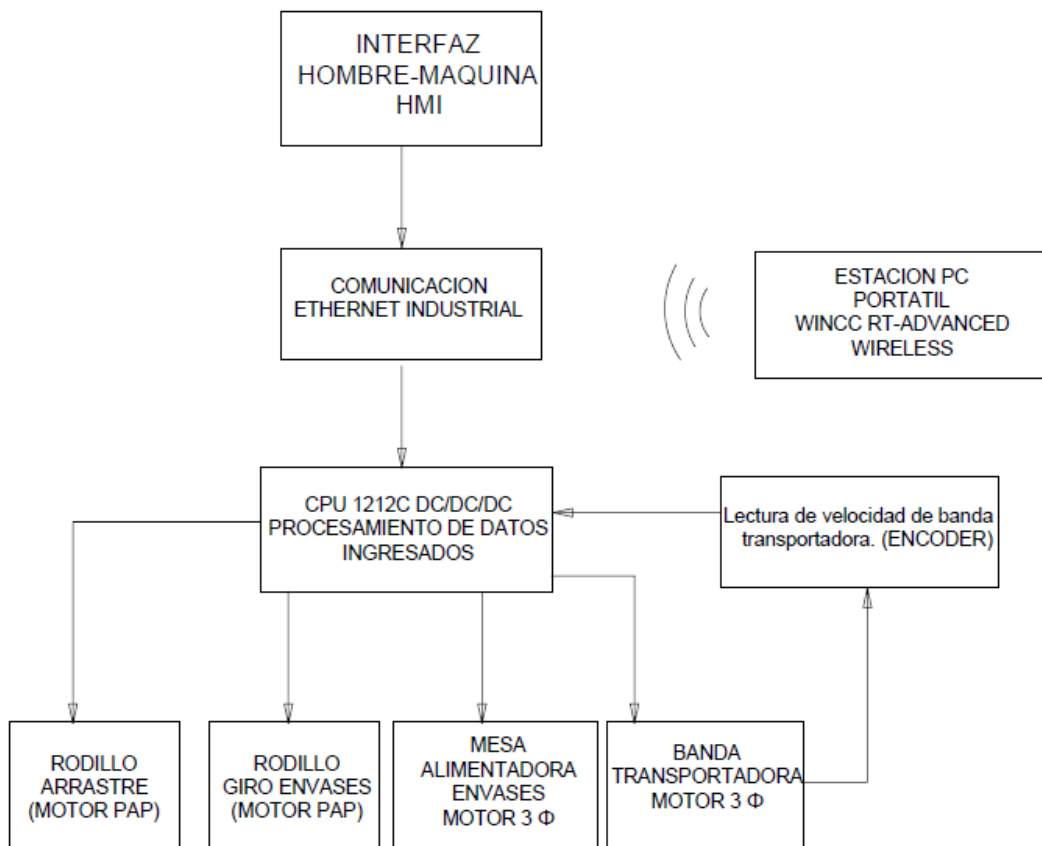 INTERFAZ
HOMBRE-MAQUINA
HMI
COMUNICACION
ETHERNET INDUSTRIAL
ESTACION PC
PORTATIL
WINCC RT-ADVANCED
WIRELESS
CPU 1212C DC/DC/DC
PROCESAMIENTO DE DATOS
INGRESADOS
Lectura de velocidad de banda
transportadora. (ENCODER)
RODILLO
ARRASTRE
(MOTOR PAP)
RODILLO
GIRO ENVASES
(MOTOR PAP)
MESA
ALIMENTADORA
ENVASES
MOTOR 3 Φ
BANDA
TRANSPORTADORA
MOTOR 3 Φ